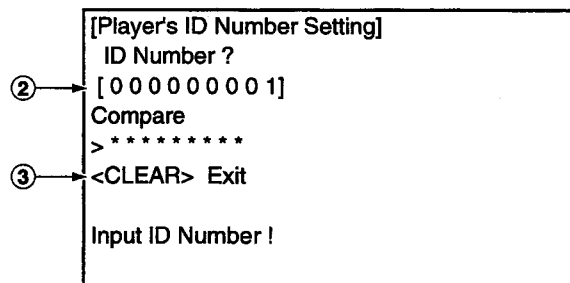 [Player's ID Number Setting]
ID Number ?
② [ 0 0 0 0 0 0 0 0 1]
Compare
> * * * * * * * * *
③ <CLEAR> Exit
Input ID Number !